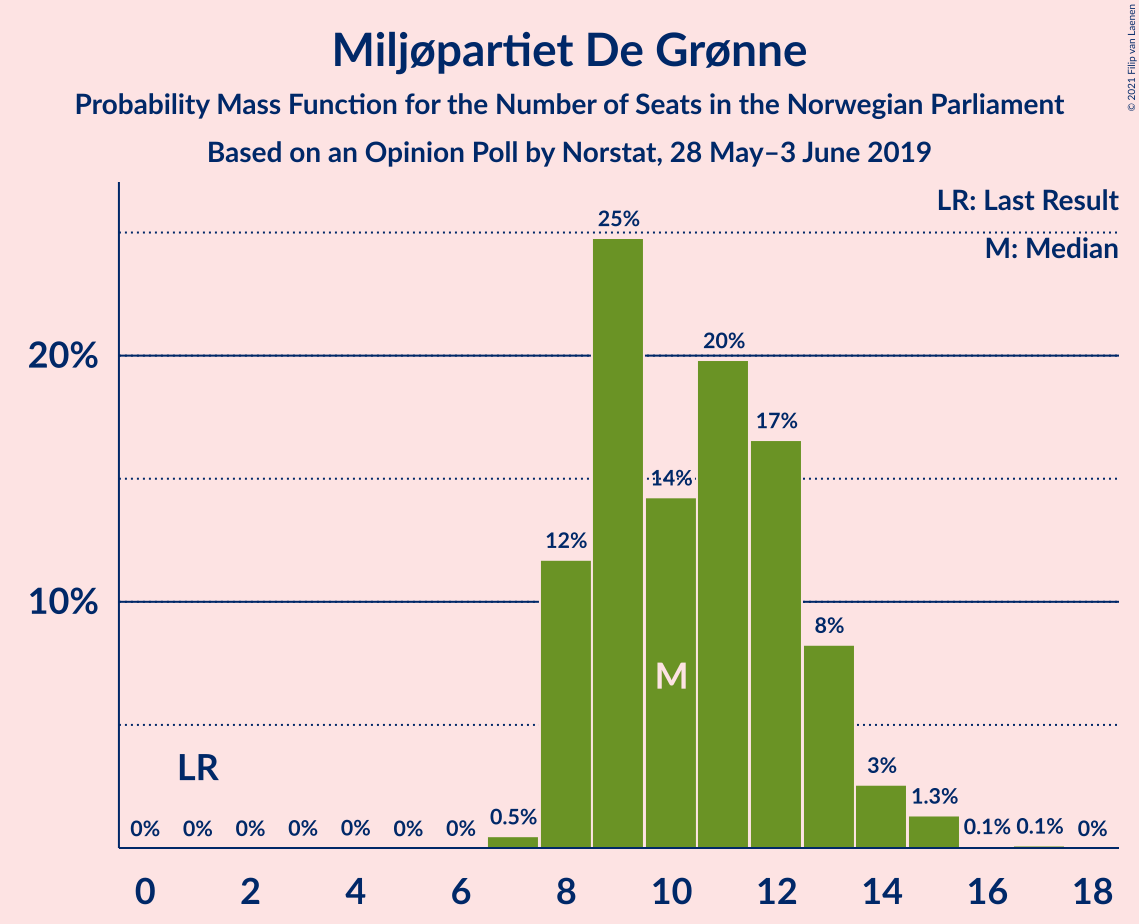 Miljøpartiet De Grønne
Probability Mass Function for the Number of Seats in the Norwegian Parliament
Based on an Opinion Poll by Norstat, 28 May–3 June 2019
© 2021 Filip van Laenen
LR: Last Result
M: Median
25%
20%
20%
17%
14%
12%
10%
8%
M
LR
3%
1.3%
0% 0% 0% 0% 0% 0% 0% 0.5% 0.1% 0.1% 0%
0 2 4 6 8 10 12 14 16 18